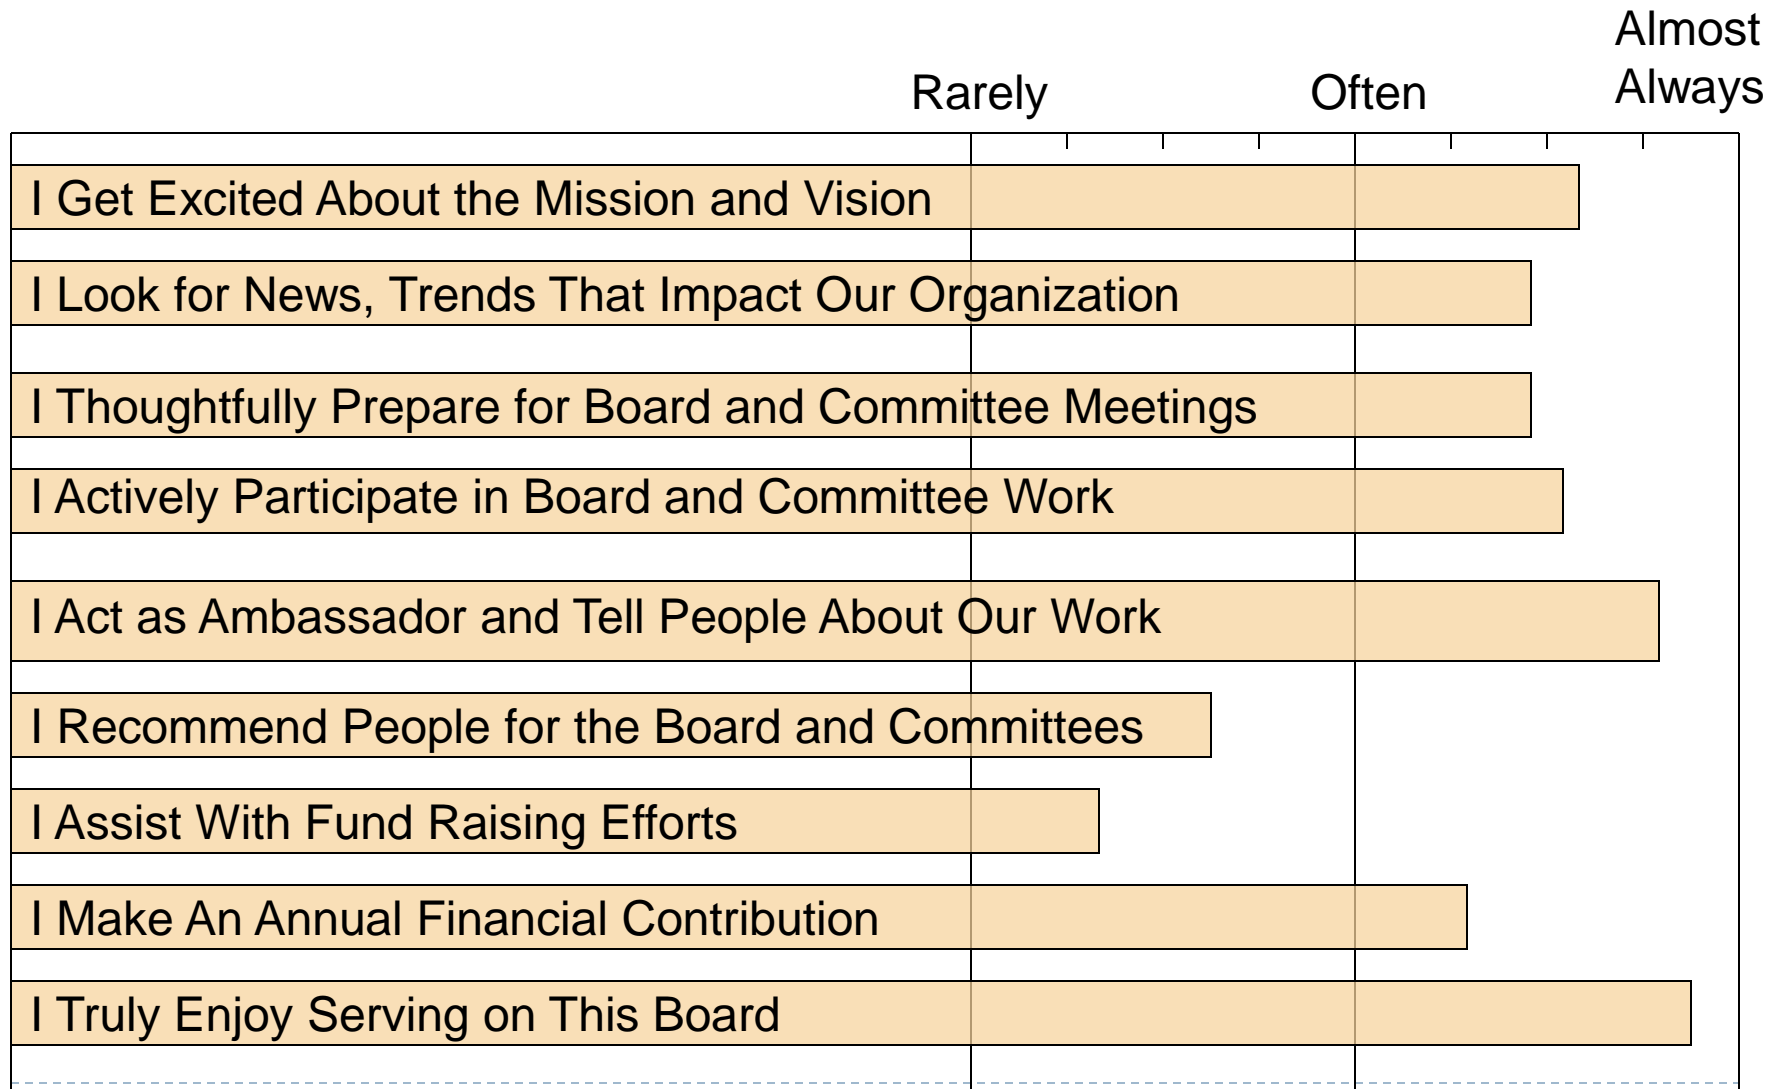 Almost
Always
Rarely Often
I Get Excited About the Mission and Vision
I Look for News, Trends That Impact Our Organization
I Thoughtfully Prepare for Board and Committee Meetings
I Actively Participate in Board and Committee Work
I Act as Ambassador and Tell People About Our Work
I Recommend People for the Board and Committees
I Assist With Fund Raising Efforts
I Make An Annual Financial Contribution
I Truly Enjoy Serving on This Board